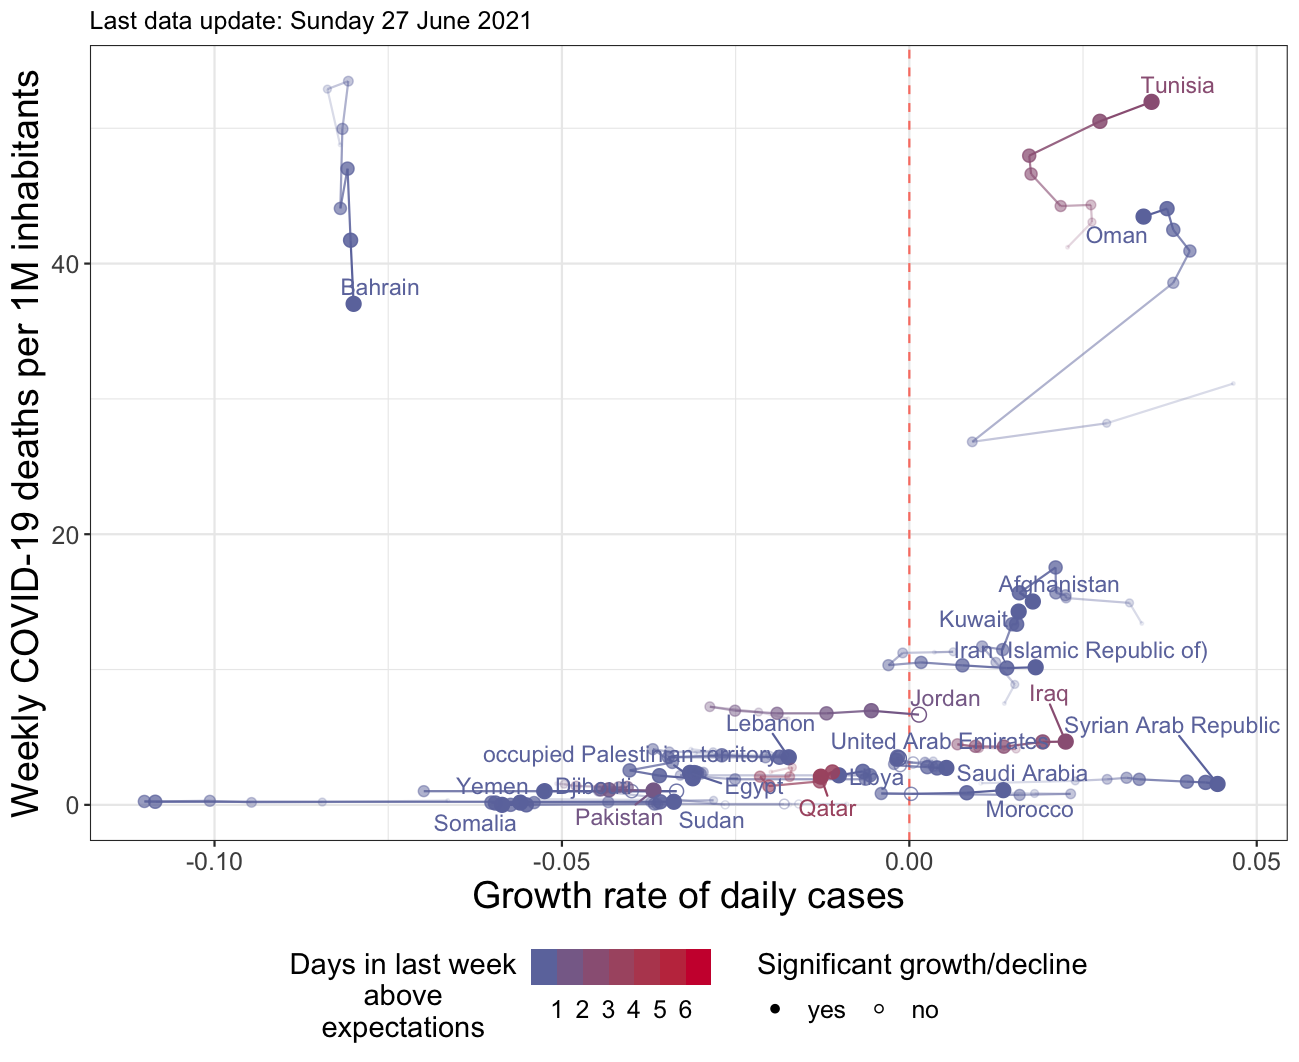 Last data update: Sunday 27 June 2021
Weekly COVID-19 deaths per 1M inhabitants
40
20
0
Tunisia
Oman
Bahrain
Afghanistan
Kuwait
Iran (Islamic Republic of)
Jordan
Iraq
Lebanon
Syrian Arab Republic
United Arab Emirates
occupied Palestinian territory
Libya
Saudi Arabia
Yemen
Djibouti
Egypt
Qatar
Morocco
Somalia
Pakistan
Sudan
-0.10
-0.05
0.00
0.05
Growth rate of daily cases
Days in last week
above
expectations
1 2 3 4 5 6
Significant growth/decline
yes
no